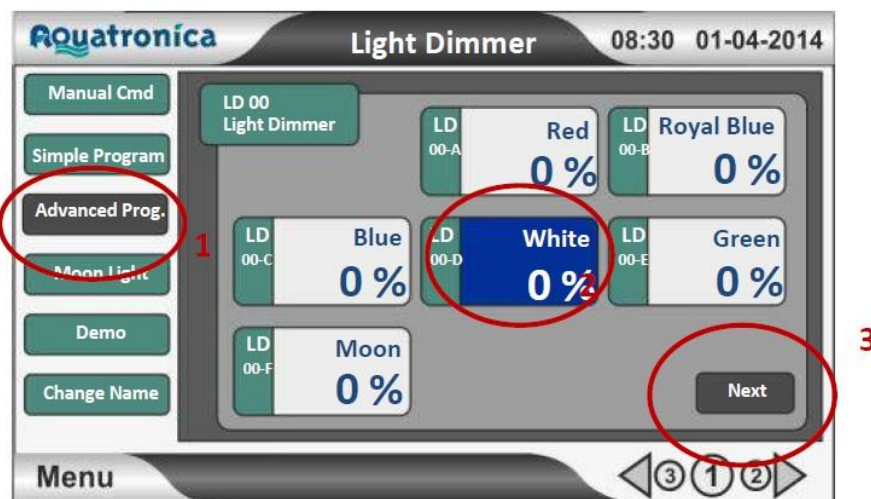 Aquatronica
Light Dimmer
08:30 01-04-2014
Manual Cmd
Simple Program
Advanced Prog.
Moon Light
Demo
Change Name
1
LD 00
Light Dimmer
LD
00-A
Red
0 %
LD
00-B
Royal Blue
0 %
LD
00-C
Blue
0 %
LD
00-D
White
0 %
2
LD
00-E
Green
0 %
LD
00-F
Moon
0 %
Next
3
Menu
3 1 2